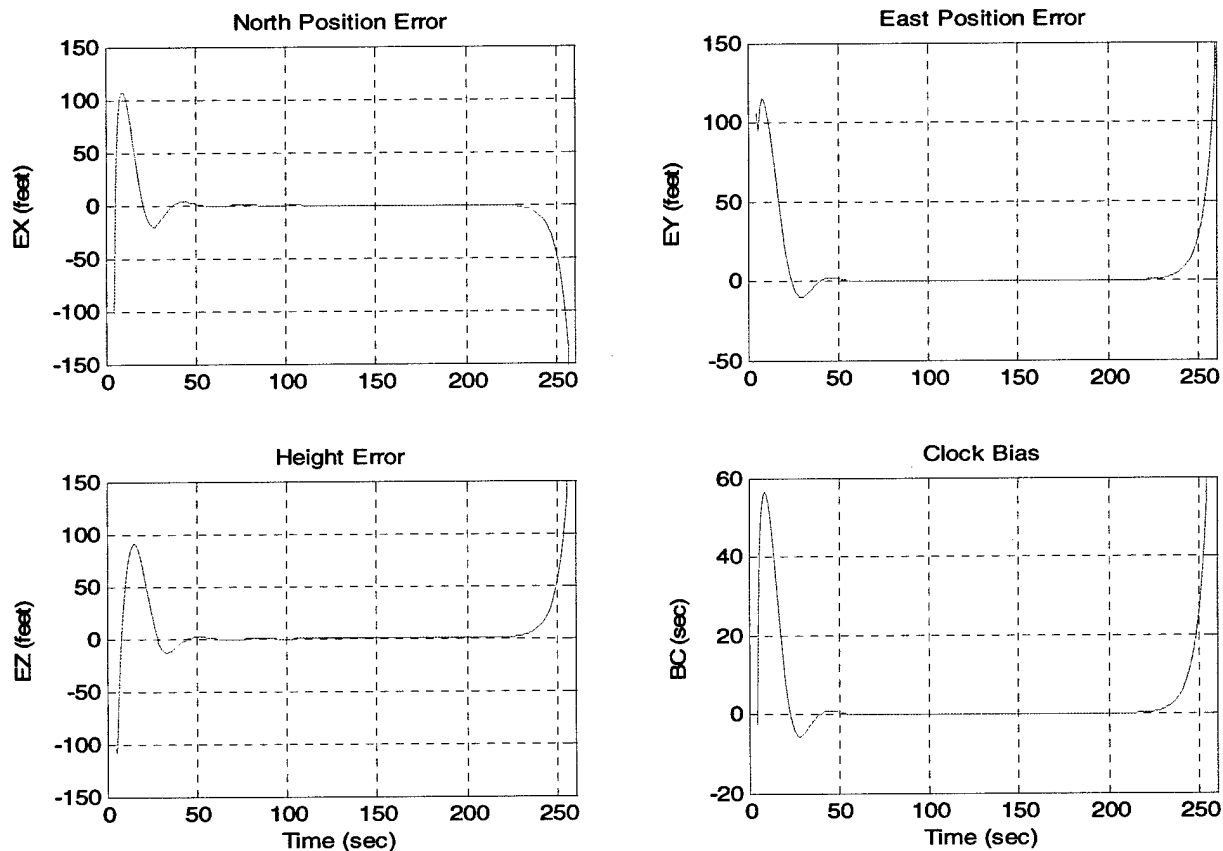 North Position Error
150
100
50
0
-50
-100
-150
EX (feet)
0 50 100 150 200 250
East Position Error
150
100
50
0
-50
EY (feet)
0 50 100 150 200 250
Height Error
150
100
50
0
-50
-100
-150
EZ (feet)
0 50 100 150 200 250
Time (sec)
Clock Bias
60
40
20
0
-20
BC (sec)
0 50 100 150 200 250
Time (sec)